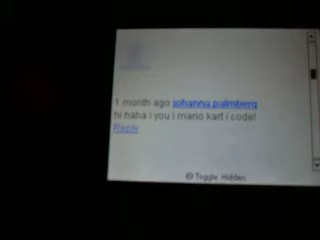 1 month ago johanna.palmberg
hi haha i you i mario kart i code!
Reply
Toggle Hidden